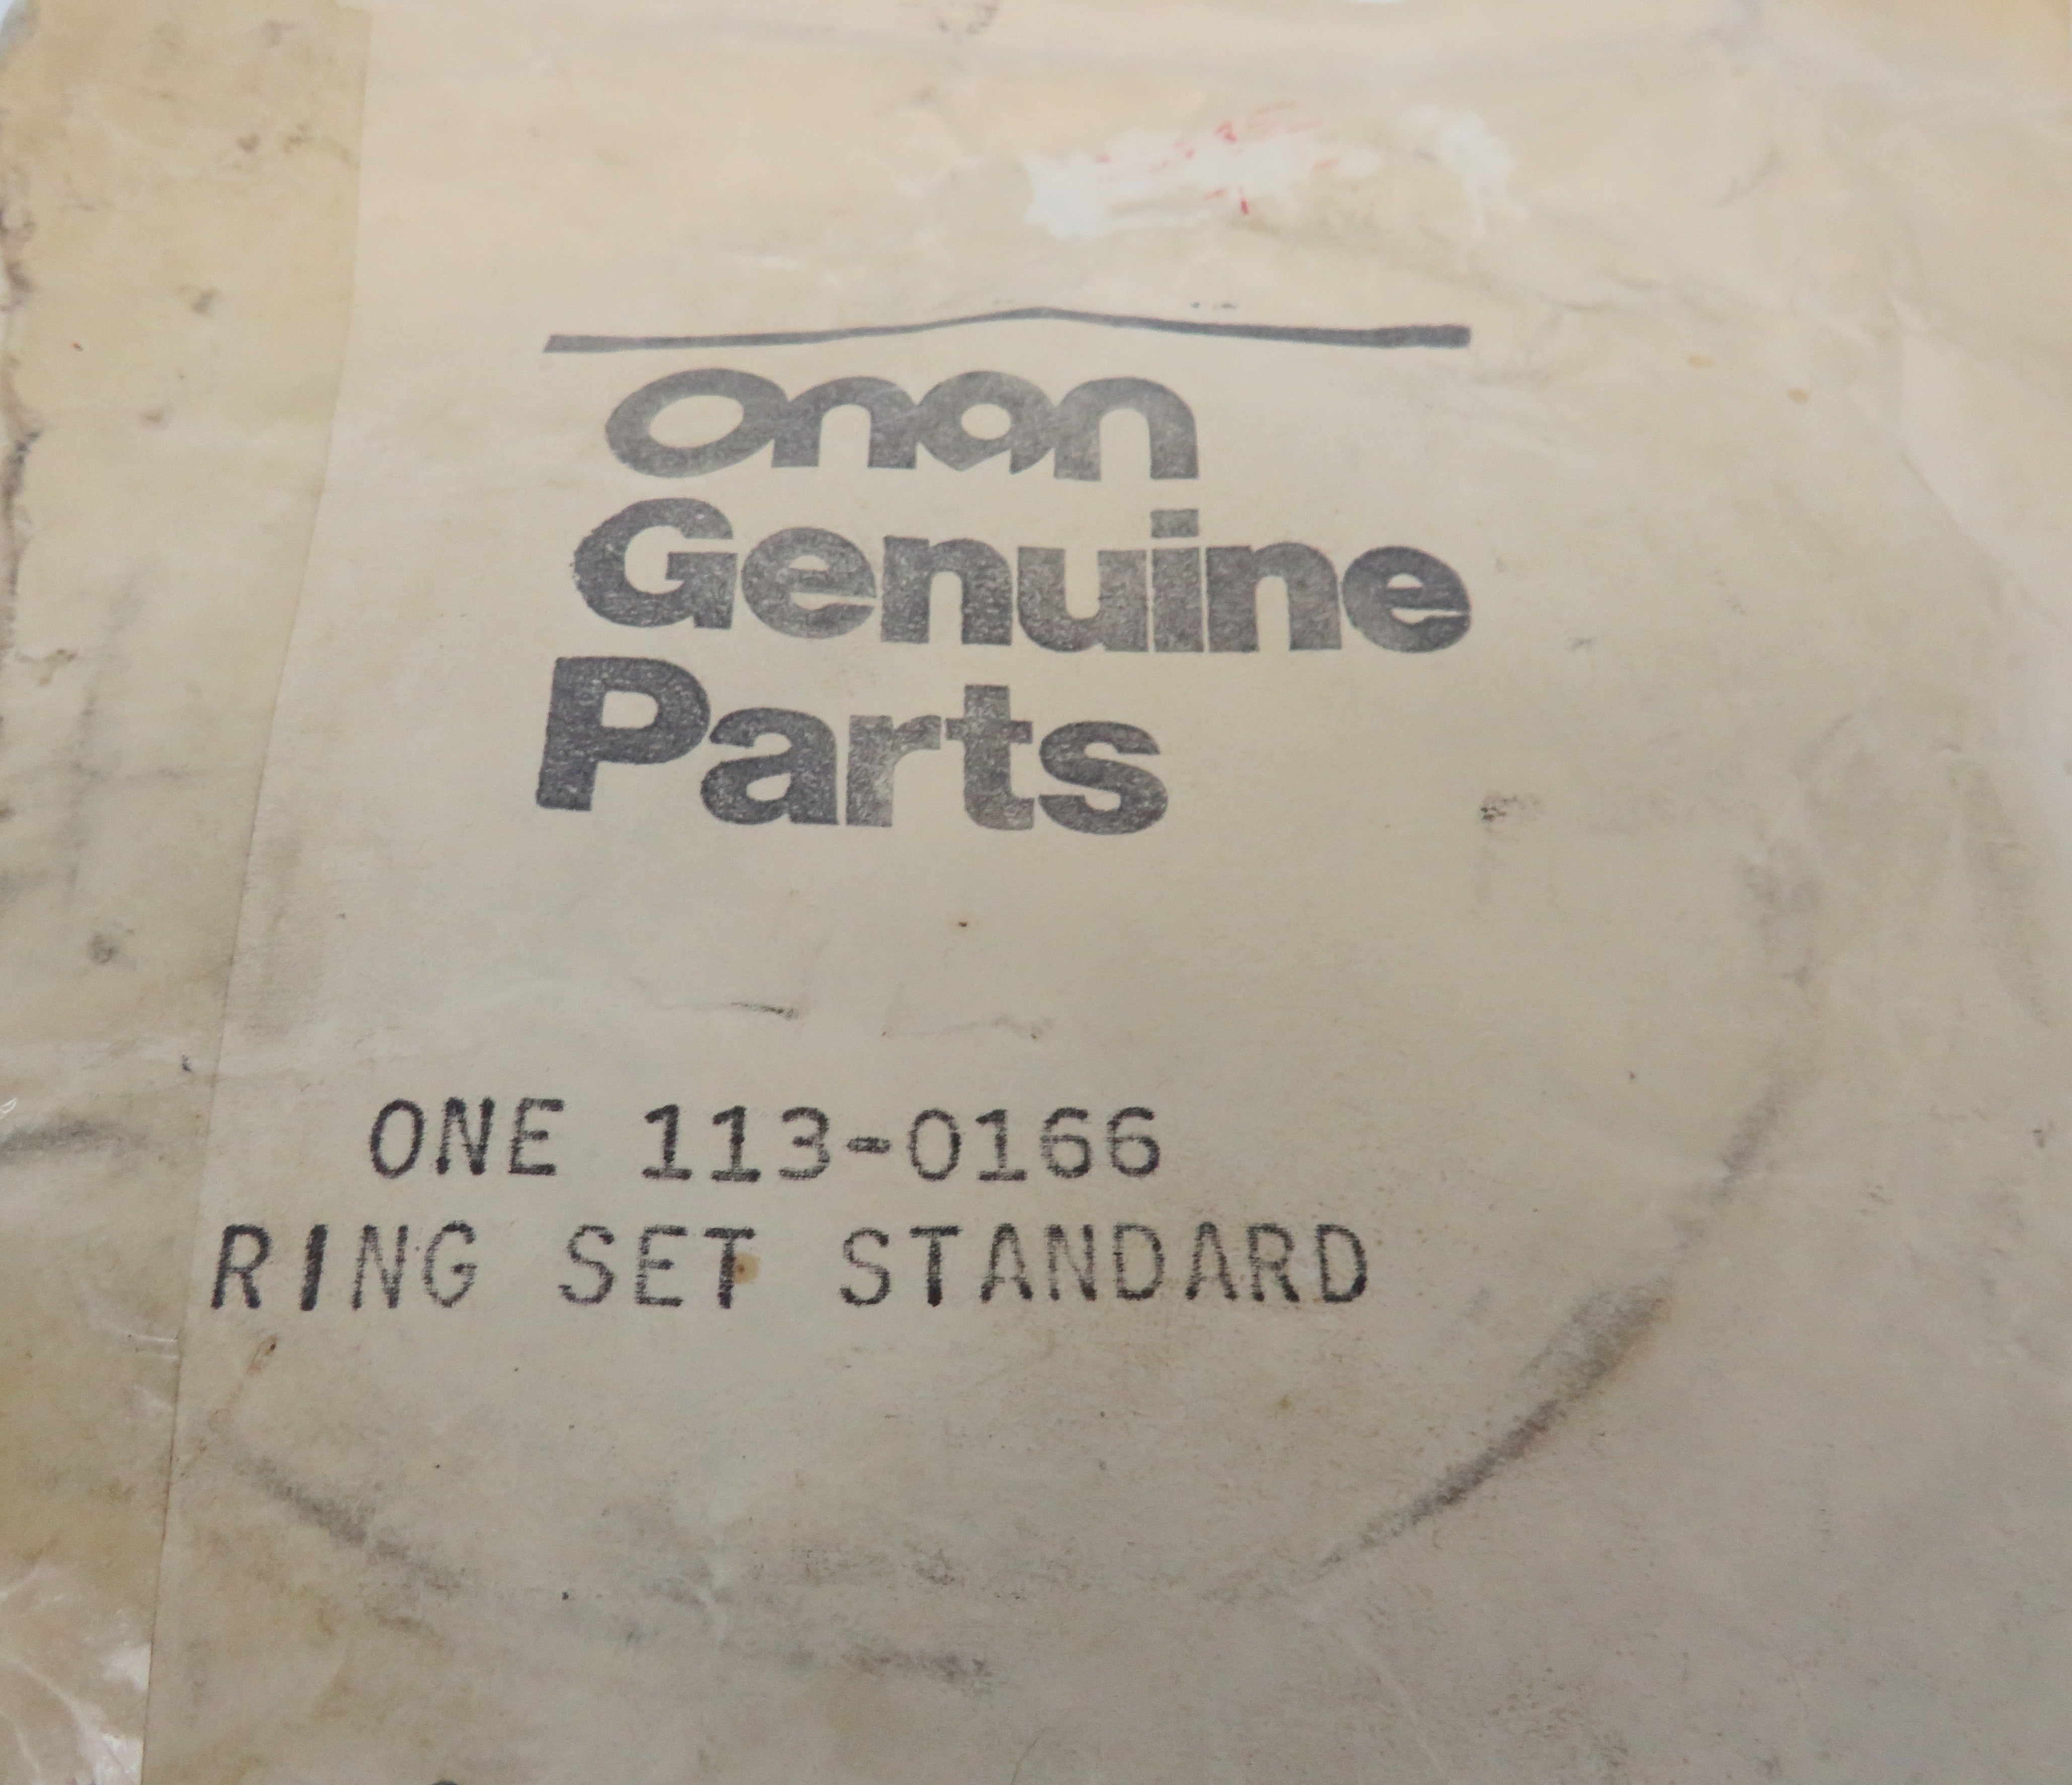 onan
Genuine
Parts
ONE 113-0166
RING SET STANDARD